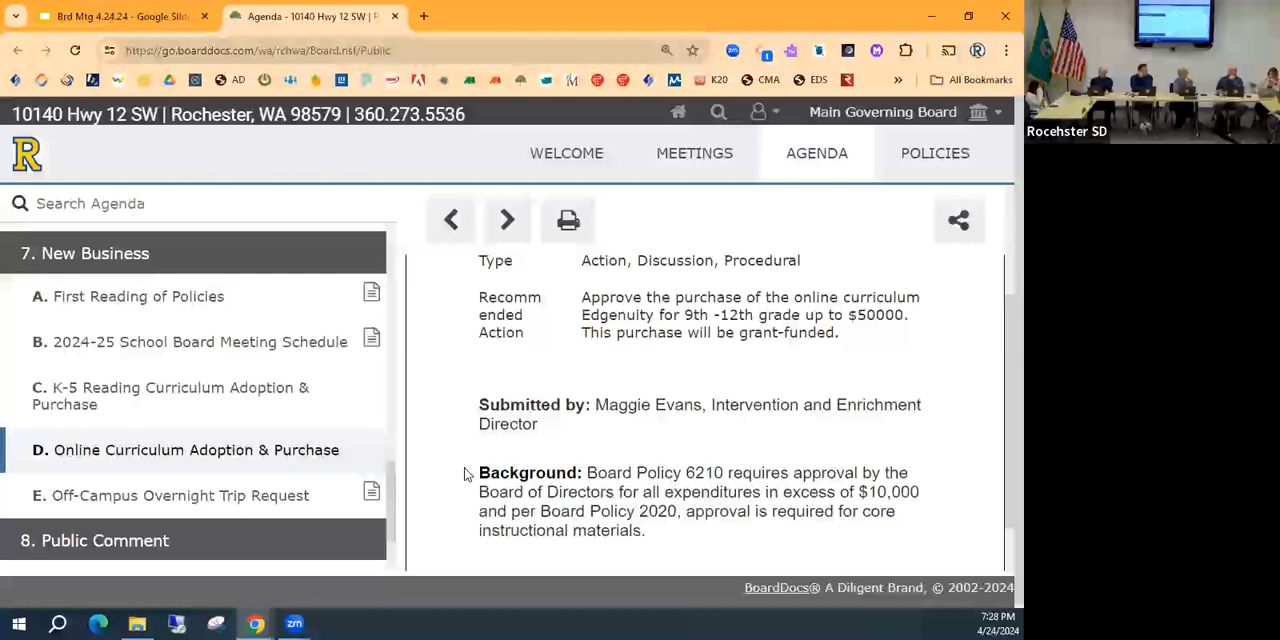 Brd Mtg 4.24.24 - Google Slid
Agenda - 10140 Hwy 12 SW | F
https://go.boarddocs.com/wa/rchwa/Board.nsf/Public
AD
K20
CMA
EDS
All Bookmarks
10140 Hwy 12 SW | Rochester, WA 98579 | 360.273.5536
Main Governing Board
R
WELCOME
MEETINGS
AGENDA
POLICIES
Search Agenda
7. New Business
A. First Reading of Policies
B. 2024-25 School Board Meeting Schedule
C. K-5 Reading Curriculum Adoption &
Purchase
D. Online Curriculum Adoption & Purchase
E. Off-Campus Overnight Trip Request
8. Public Comment
Type Action, Discussion, Procedural
Recomm Approve the purchase of the online curriculum
ended Edgenuity for 9th -12th grade up to $50000.
Action This purchase will be grant-funded.
Submitted by: Maggie Evans, Intervention and Enrichment
Director
Background: Board Policy 6210 requires approval by the
Board of Directors for all expenditures in excess of $10,000
and per Board Policy 2020, approval is required for core
instructional materials.
BoardDocs® A Diligent Brand, © 2002-2024
zm
7:28 PM
4/24/2024
Rocehster SD